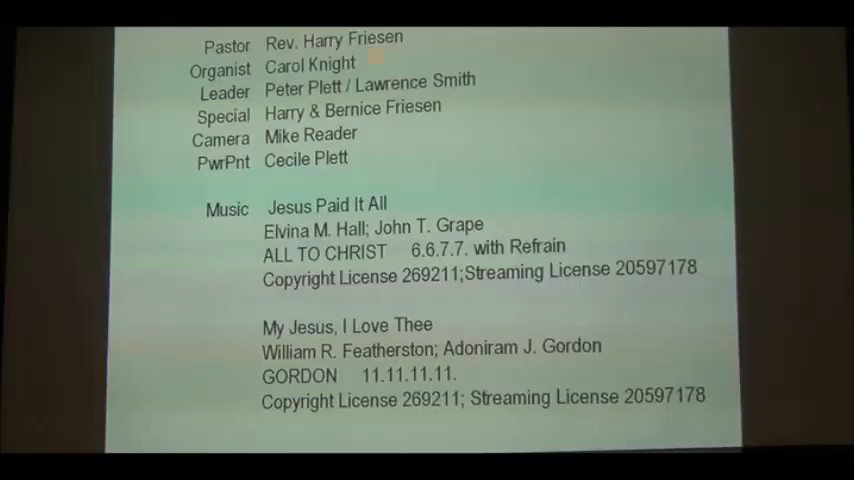 Pastor Rev. Harry Friesen
Organist Carol Knight
Leader Peter Plett / Lawrence Smith
Special Harry & Bernice Friesen
Camera Mike Reader
PwrPnt Cecile Plett
Music Jesus Paid It All
Elvina M. Hall; John T. Grape
ALL TO CHRIST 6.6.7.7. with Refrain
Copyright License 269211;Streaming License 20597178
My Jesus, I Love Thee
William R. Featherston; Adoniram J. Gordon
GORDON 11.11.11.11.
Copyright License 269211; Streaming License 20597178